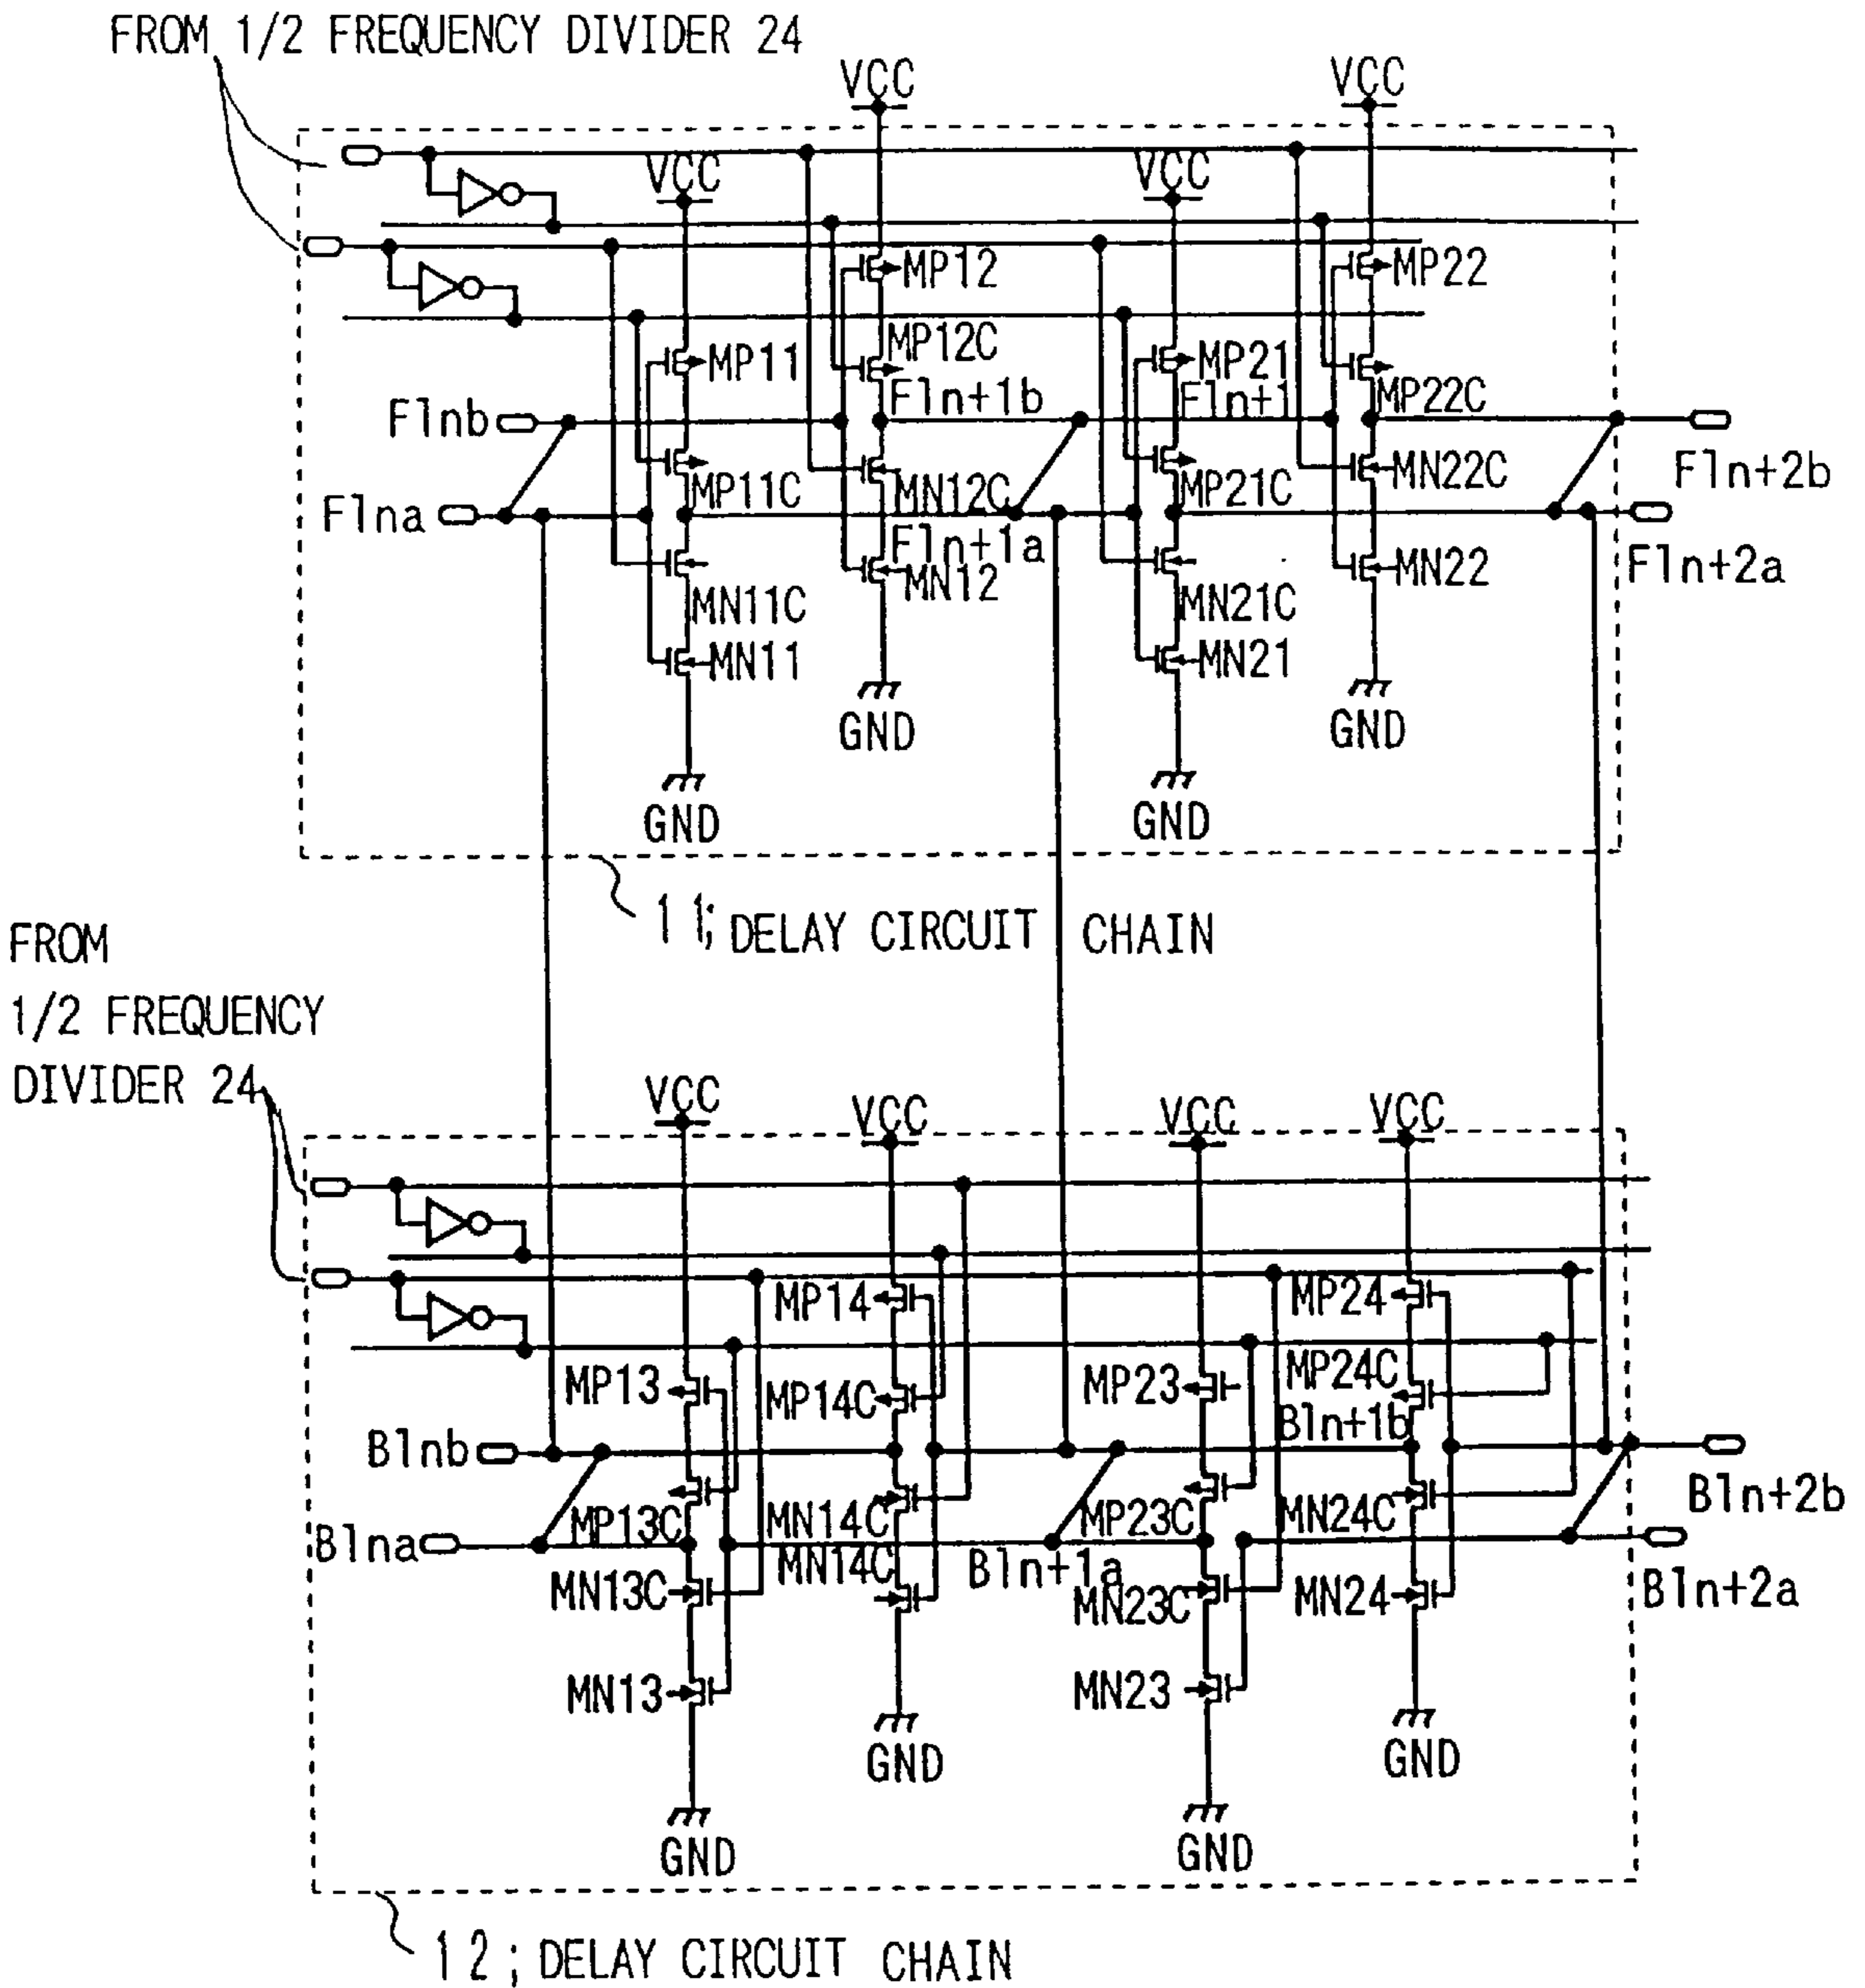 FROM 1/2 FREQUENCY DIVIDER 24
VCC
VCC
VCC
VCC
MP12
MP22
MP11
MP12C
MP21
Fln+1b
Fln+1
MP22C
Flnb
Fln+2b
MP11C
MN12C
MP21C
MN22C
Flna
Fln+1a
Fln+2a
MN12
MN22
MN11C
MN21C
MN11
MN21
GND
GND
GND
GND
11; DELAY CIRCUIT CHAIN
FROM
1/2 FREQUENCY
DIVIDER 24
VCC
VCC
VCC
VCC
MP14
MP24
MP13
MP14C
MP23
MP24C
Bln+1b
Blnb
Bln+2b
MP13C
MN14C
MP23C
MN24C
Blna
MN14C
Bln+1a
Bln+2a
MN13C
MN23C
MN24
MN13
MN23
GND
GND
GND
GND
12; DELAY CIRCUIT CHAIN